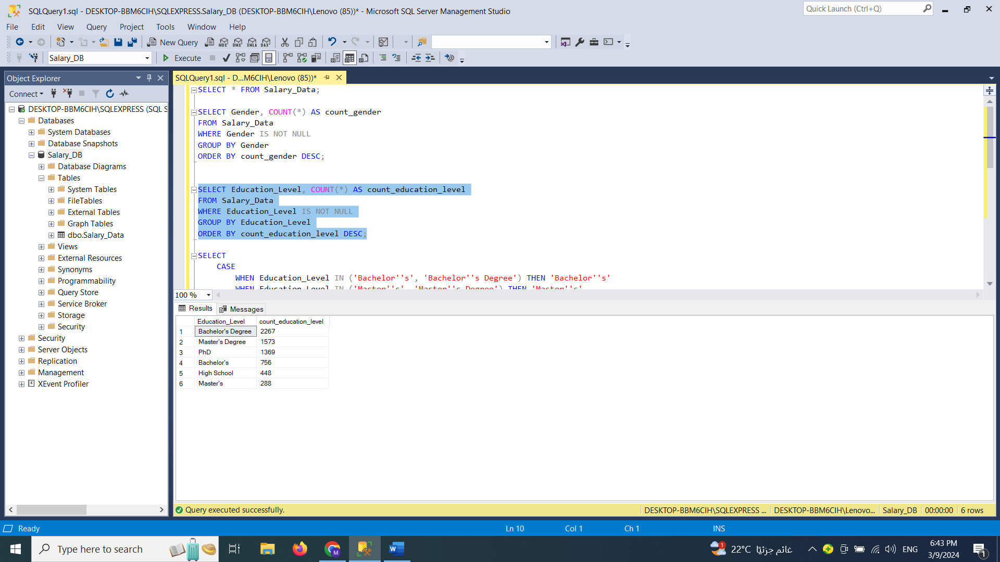 SQLQuery1.sql - DESKTOP-BBM6CIH\SQLEXPRESS.Salary_DB (DESKTOP-BBM6CIH\Lenovo (85))* - Microsoft SQL Server Management Studio
Quick Launch (Ctrl+Q)
File Edit View Query Project Tools Window Help
New Query MDX DMX XMLA DAX
Salary_DB Execute
Object Explorer
SQLQuery1.sql - D...M6CIH\Lenovo (85))*
Connect
DESKTOP-BBM6CIH\SQLEXPRESS (SQL S
Databases
System Databases
Database Snapshots
Salary_DB
Database Diagrams
Tables
System Tables
FileTables
External Tables
Graph Tables
dbo.Salary_Data
Views
External Resources
Synonyms
Programmability
Query Store
Service Broker
Storage
Security
Security
Server Objects
Replication
Management
XEvent Profiler
SELECT * FROM Salary_Data;
SELECT Gender, COUNT(*) AS count_gender
FROM Salary_Data
WHERE Gender IS NOT NULL
GROUP BY Gender
ORDER BY count_gender DESC;
SELECT Education_Level, COUNT(*) AS count_education_level
FROM Salary_Data
WHERE Education_Level IS NOT NULL
GROUP BY Education_Level
ORDER BY count_education_level DESC;
SELECT
CASE
WHEN Education_Level IN ('Bachelor''s', 'Bachelor''s Degree') THEN 'Bachelor''s'
WHEN Education_Level IN ('Master''s', 'Master''s Degree') THEN 'Master''s'
100 %
Results Messages
Education_Level count_education_level
1 Bachelor's Degree 2267
2 Master's Degree 1573
3 PhD 1369
4 Bachelor's 756
5 High School 448
6 Master's 288
Query executed successfully. DESKTOP-BBM6CIH\SQLEXPRESS ... DESKTOP-BBM6CIH\Lenovo... Salary_DB 00:00:00 6 rows
Ready Ln 10 Col 1 Ch 1 INS
Type here to search
22°C غائم جزئيًا
ENG
6:43 PM
3/9/2024
1